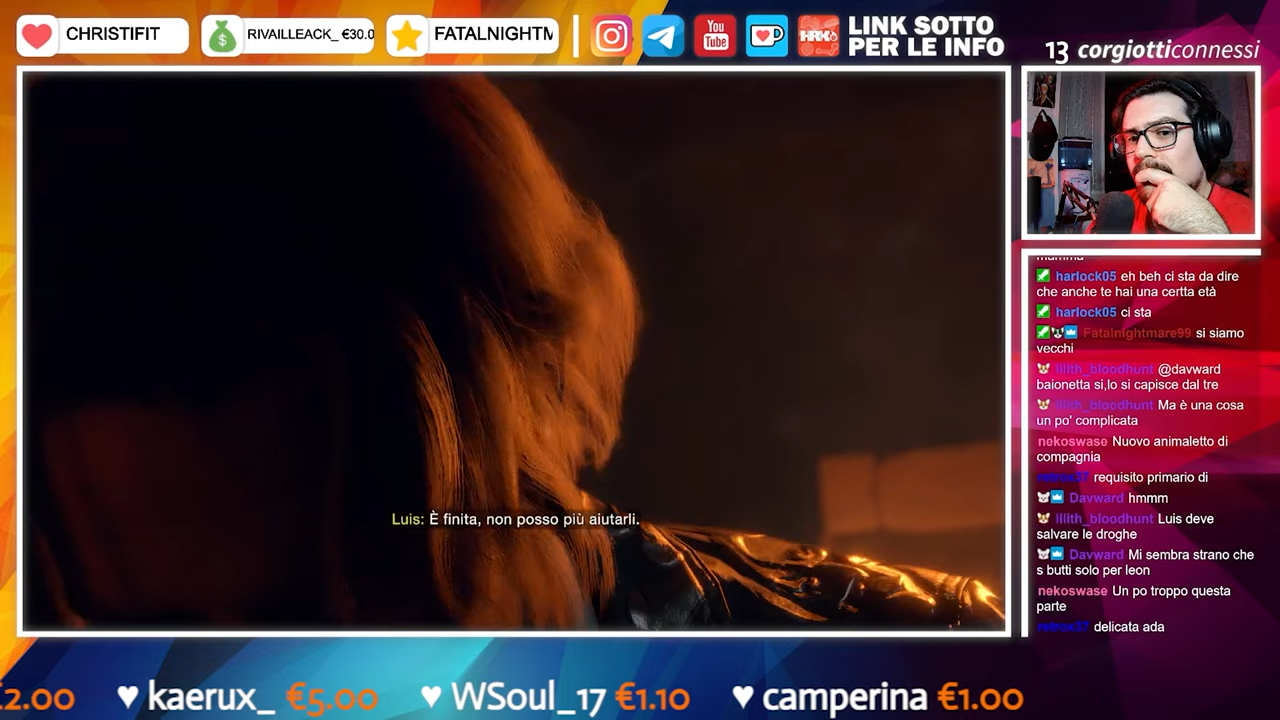 CHRISTIFIT
RIVAILLEACK_ €30.0
FATALNIGHTM
You
Tube
HRK
LINK SOTTO
PER LE INFO
13 corgiotticonnessi
Luis: È finita, non posso più aiutarli.
mamma
harlock05 eh beh ci sta da dire
che anche te hai una certta età
harlock05 ci sta
Fatalnightmare99 si siamo
vecchi
lilith_bloodhunt @davward
baionetta si,lo si capisce dal tre
lilith_bloodhunt Ma è una cosa
un po' complicata
nekoswase Nuovo animaletto di
compagnia
retrox37 requisito primario di
Davward hmmm
lilith_bloodhunt Luis deve
salvare le droghe
Davward Mi sembra strano che
s butti solo per leon
nekoswase Un po troppo questa
parte
retrox37 delicata ada
€2.00 ♥ kaerux_ €5.00 ♥ WSoul_17 €1.10 ♥ camperina €1.00